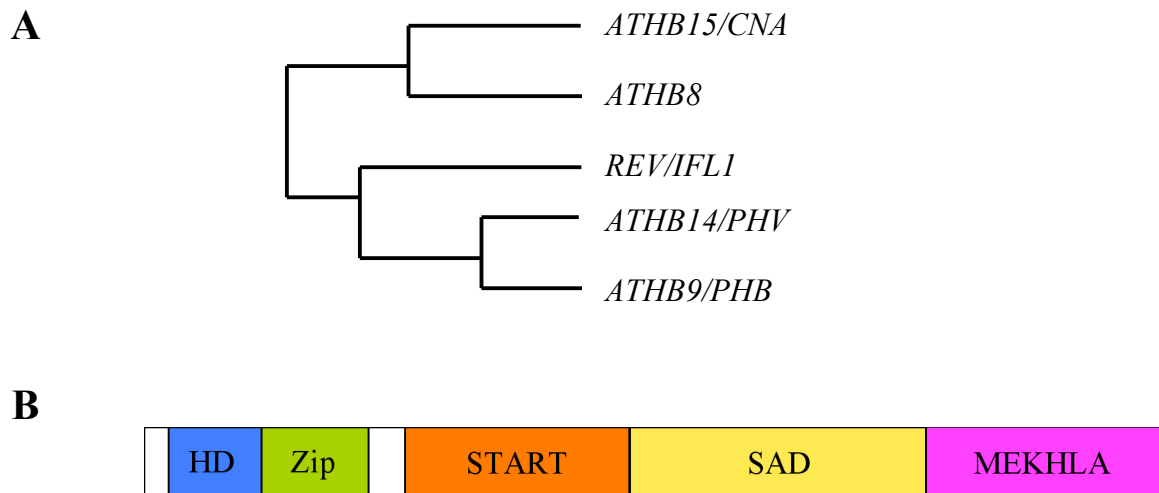 A
ATHB15/CNA
ATHB8
REV/IFL1
ATHB14/PHV
ATHB9/PHB
B
HD Zip START SAD MEKHLA